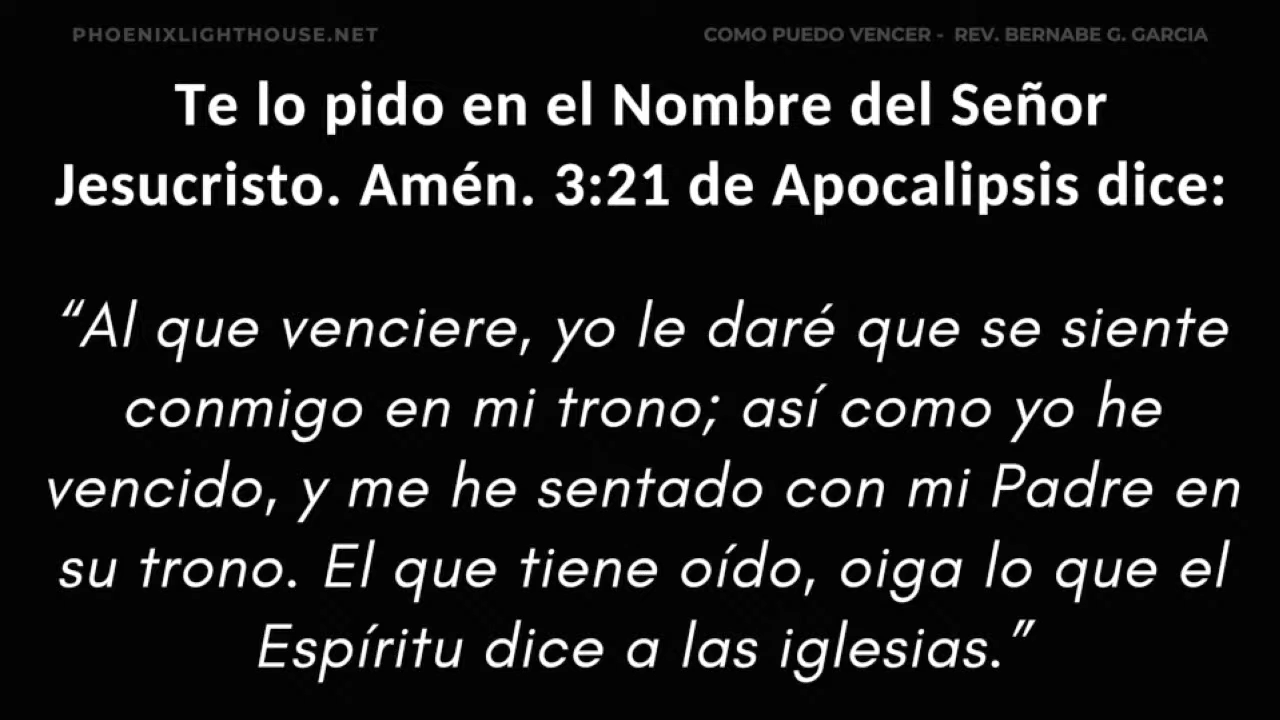 PHOENIXLIGHTHOUSE.NET
COMO PUEDO VENCER - REV. BERNABE G. GARCIA
Te lo pido en el Nombre del Señor
Jesucristo. Amén. 3:21 de Apocalipsis dice:
“Al que venciere, yo le daré que se siente
conmigo en mi trono; así como yo he
vencido, y me he sentado con mi Padre en
su trono. El que tiene oído, oiga lo que el
Espíritu dice a las iglesias.”